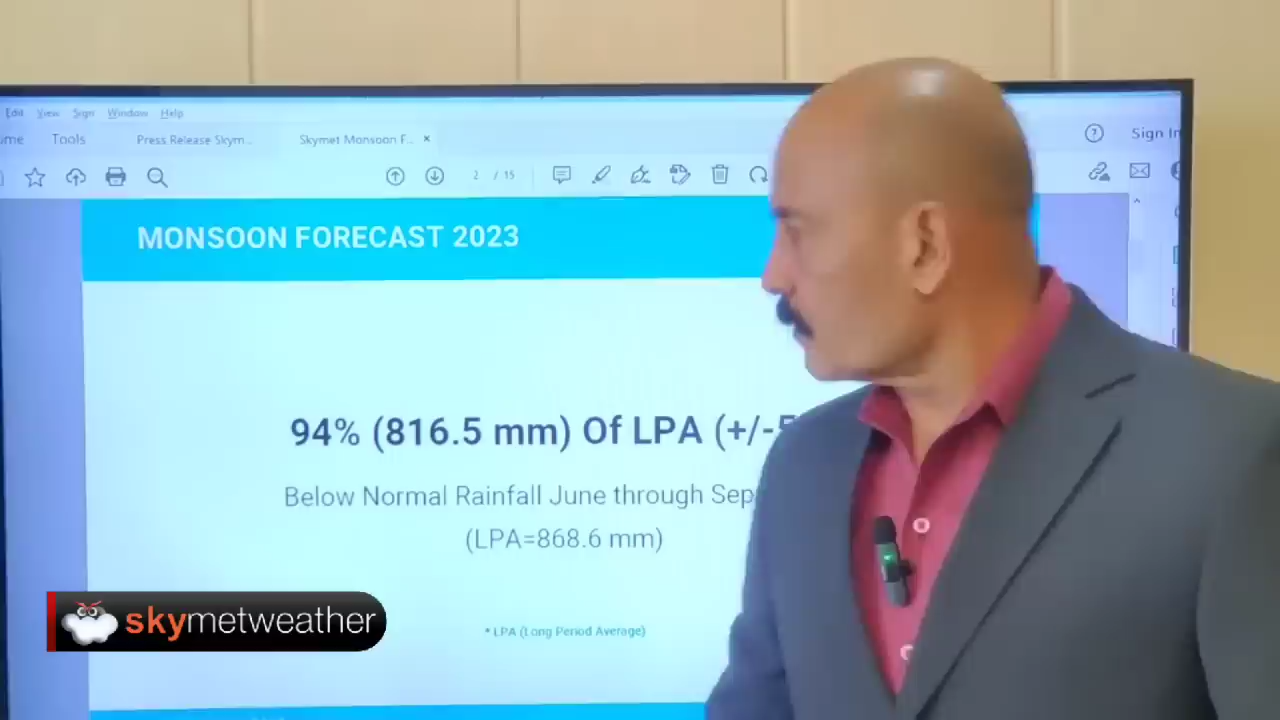 Edit View Sign Window Help
Tools Press Release Skym... Skymet Monsoon F... × Sign In
2 / 15
MONSOON FORECAST 2023
94% (816.5 mm) Of LPA (+/-5
Below Normal Rainfall June through Sep
(LPA=868.6 mm)
* LPA (Long Period Average)
skymetweather